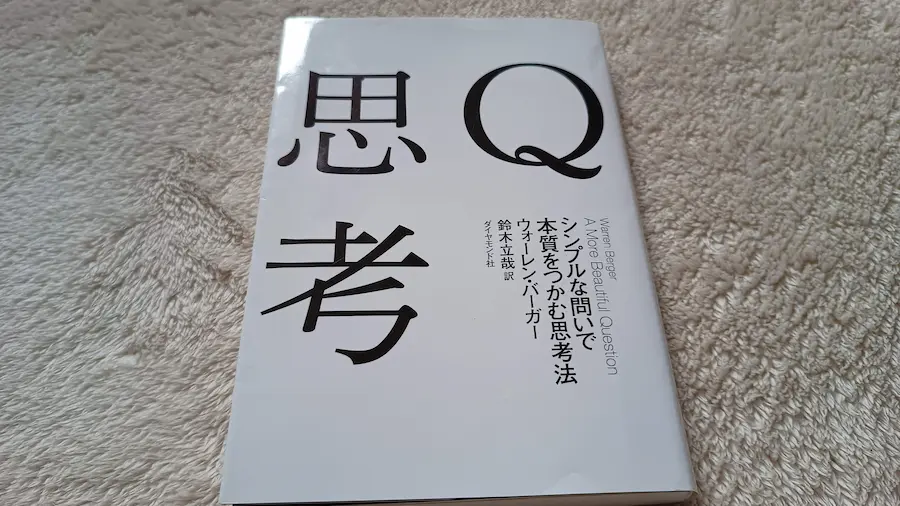 Q
思考
Warren Berger
A More Beautiful Question
シンプルな問いで
本質をつかむ思考法
ウォーレン・バーガー
鈴木立哉 訳
ダイヤモンド社